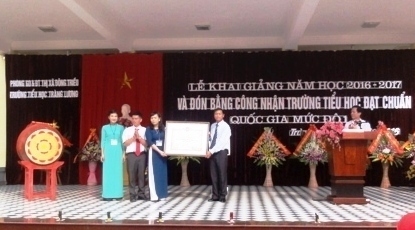 PHÒNG GD & ĐT THỊ XÃ ĐÔNG TRIỀU
TRƯỜNG TIỂU HỌC TRÀNG LƯƠNG
LỄ KHAI GIẢNG NĂM HỌC 2016 - 2017
VÀ ĐÓN BẰNG CÔNG NHẬN TRƯỜNG TIỂU HỌC ĐẠT CHUẨN
QUỐC GIA MỨC ĐỘ 1